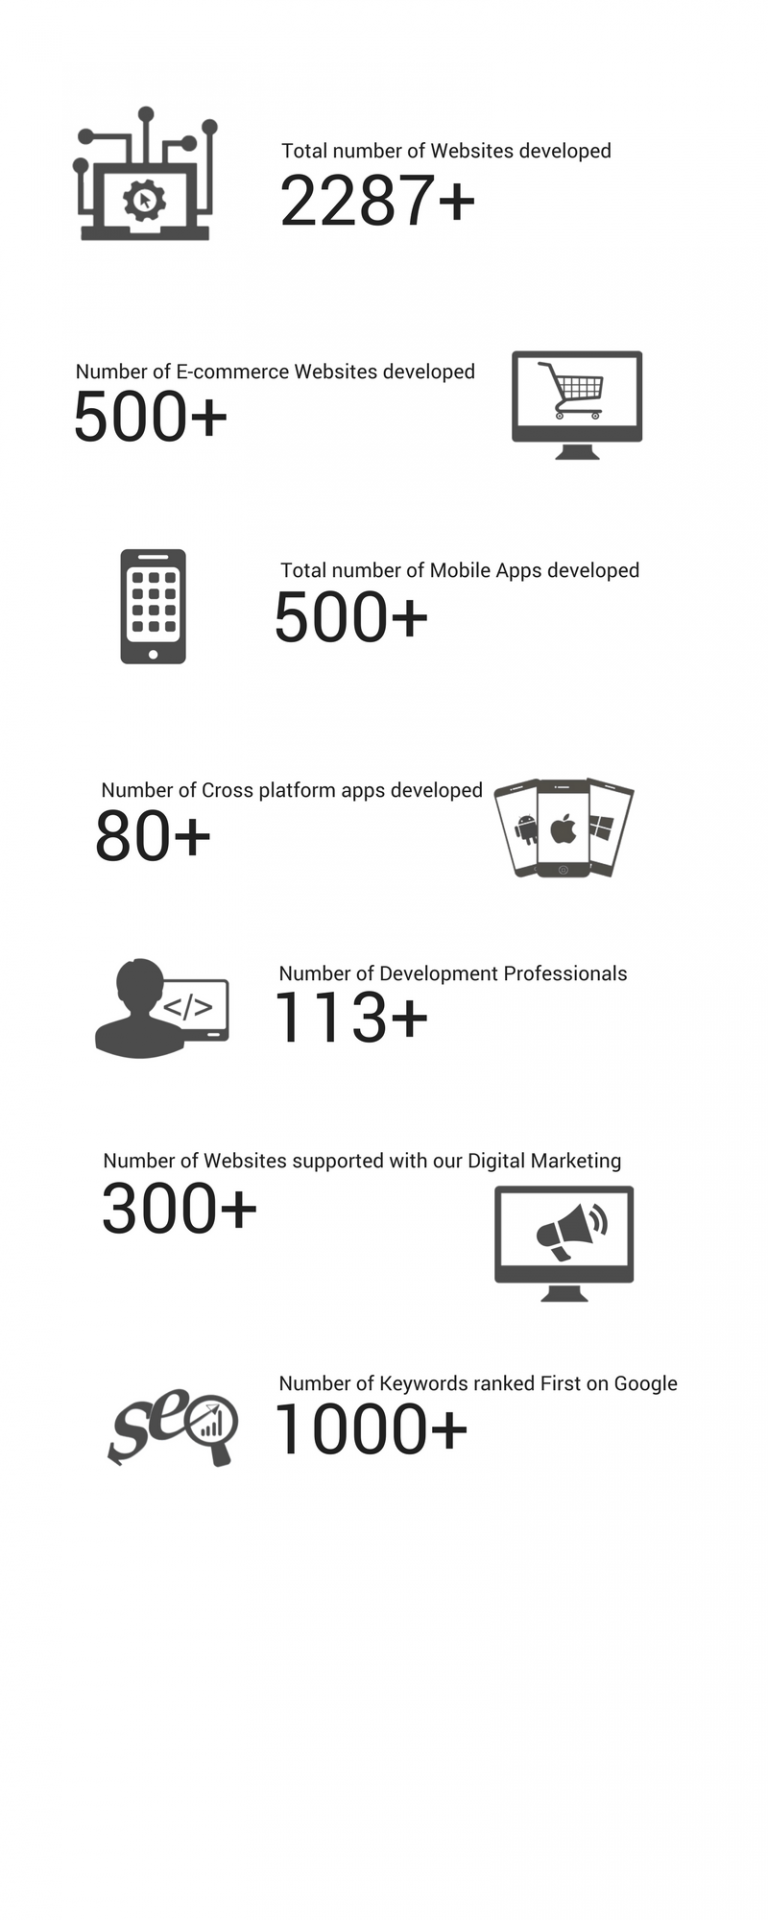 Total number of Websites developed
2287+
Number of E-commerce Websites developed
500+
Total number of Mobile Apps developed
500+
Number of Cross platform apps developed
80+
</>
Number of Development Professionals
113+
Number of Websites supported with our Digital Marketing
300+
seo
Number of Keywords ranked First on Google
1000+